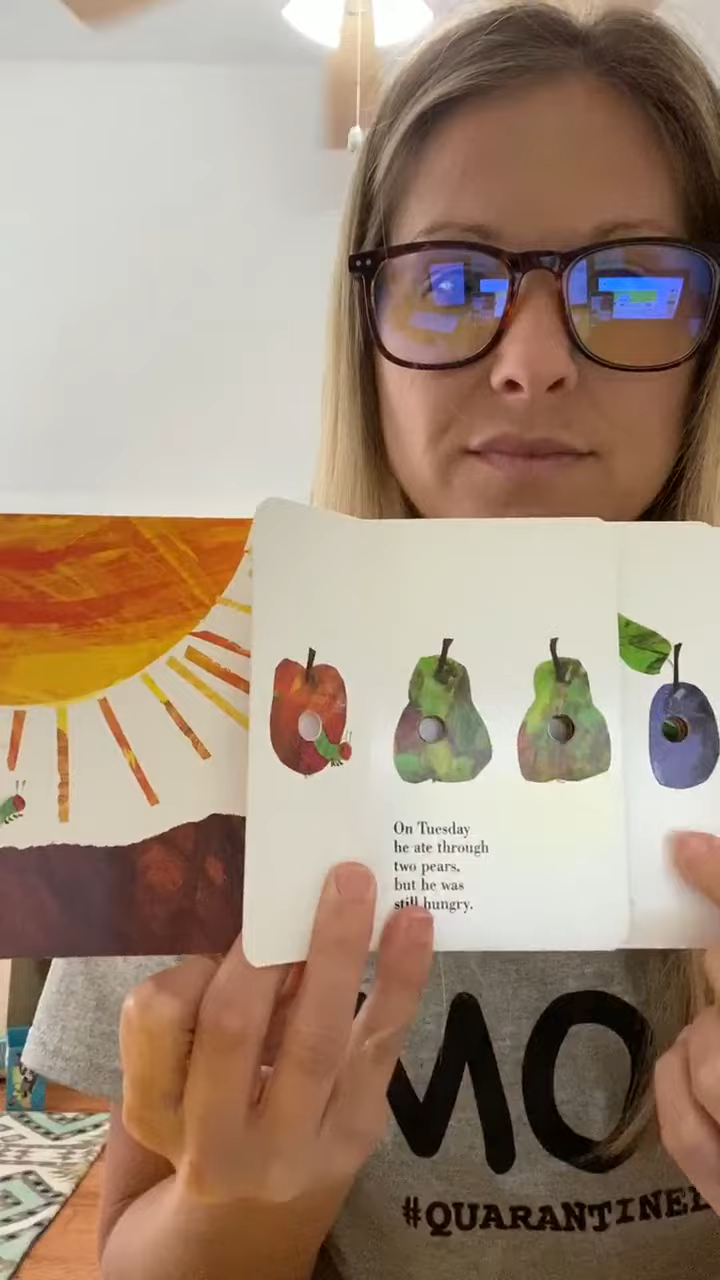 On Tuesday
he ate through
two pears,
but he was
still hungry.
MO
#QUARANTINE